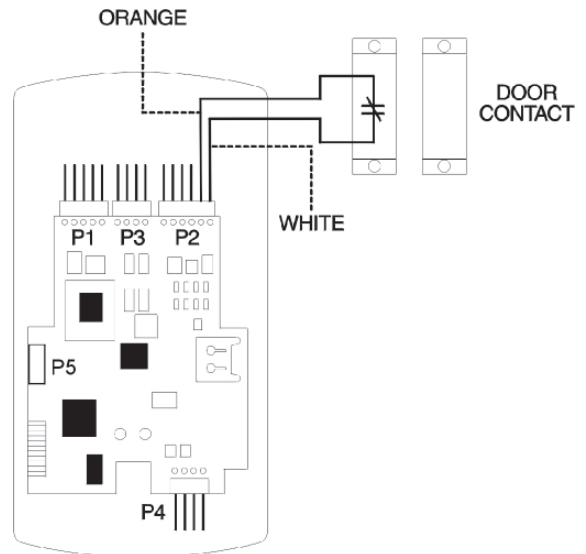 ORANGE
DOOR
CONTACT
WHITE
P1 P3 P2
P5
P4